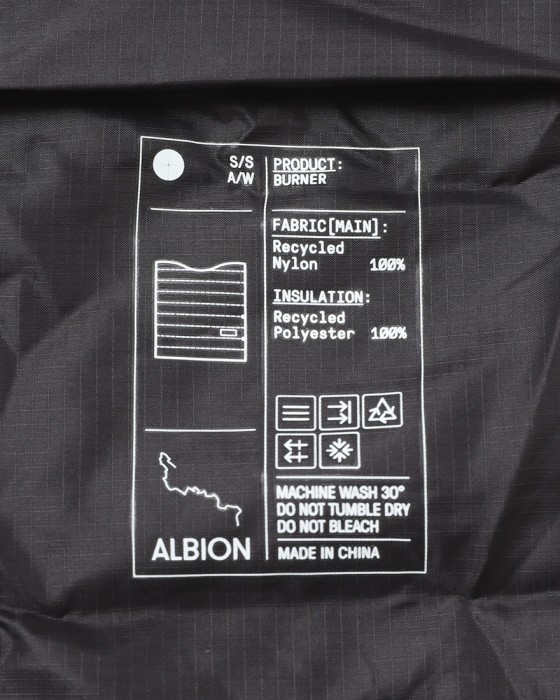 S/S
A/W
PRODUCT:
BURNER
FABRIC[MAIN]:
Recycled
Nylon 100%
INSULATION:
Recycled
Polyester 100%
MACHINE WASH 30°
DO NOT TUMBLE DRY
DO NOT BLEACH
MADE IN CHINA
ALBION